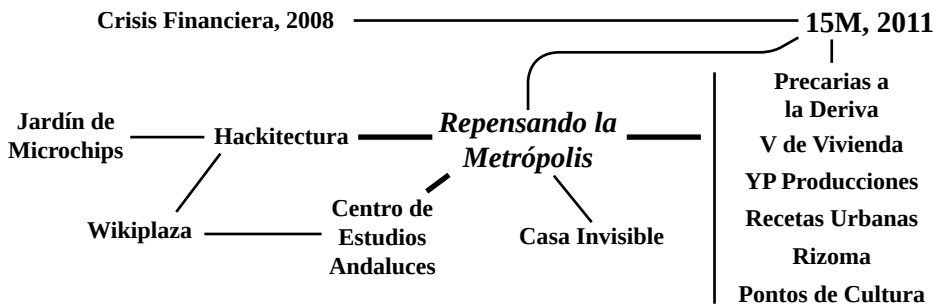 Crisis Financiera, 2008
15M, 2011
Jardín de
Microchips
Hackitectura
Repensando la
Metrópolis
Wikiplaza
Centro de
Estudios
Andaluces
Casa Invisible
Precarias a
la Deriva
V de Vivienda
YP Producciones
Recetas Urbanas
Rizoma
Pontos de Cultura